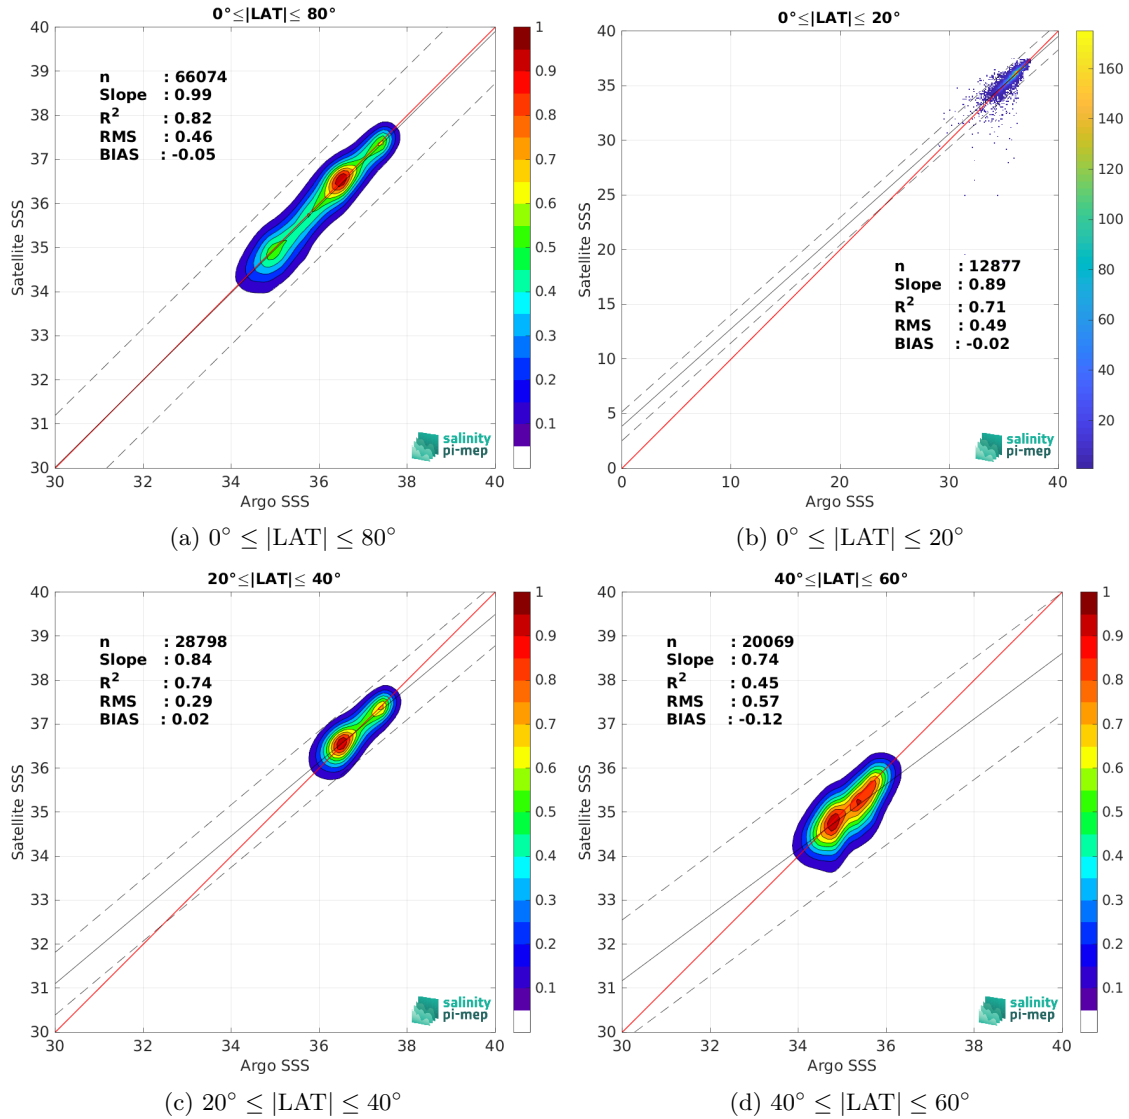 0°≤|LAT|≤ 80°
40
39
38
37
36
35
34
33
32
31
30
30
32
34
36
38
40
Satellite SSS
Argo SSS
n : 66074
Slope : 0.99
R² : 0.82
RMS : 0.46
BIAS : -0.05
salinity
pi-mep
1
0.9
0.8
0.7
0.6
0.5
0.4
0.3
0.2
0.1
(a) 0° ≤ |LAT| ≤ 80°
0°≤|LAT|≤ 20°
40
35
30
25
20
15
10
5
0
0
10
20
30
40
Satellite SSS
Argo SSS
n : 12877
Slope : 0.89
R² : 0.71
RMS : 0.49
BIAS : -0.02
salinity
pi-mep
160
140
120
100
80
60
40
20
(b) 0° ≤ |LAT| ≤ 20°
20°≤|LAT|≤ 40°
40
39
38
37
36
35
34
33
32
31
30
30
32
34
36
38
40
Satellite SSS
Argo SSS
n : 28798
Slope : 0.84
R² : 0.74
RMS : 0.29
BIAS : 0.02
salinity
pi-mep
1
0.9
0.8
0.7
0.6
0.5
0.4
0.3
0.2
0.1
(c) 20° ≤ |LAT| ≤ 40°
40°≤|LAT|≤ 60°
40
39
38
37
36
35
34
33
32
31
30
30
32
34
36
38
40
Satellite SSS
Argo SSS
n : 20069
Slope : 0.74
R² : 0.45
RMS : 0.57
BIAS : -0.12
salinity
pi-mep
1
0.9
0.8
0.7
0.6
0.5
0.4
0.3
0.2
0.1
(d) 40° ≤ |LAT| ≤ 60°